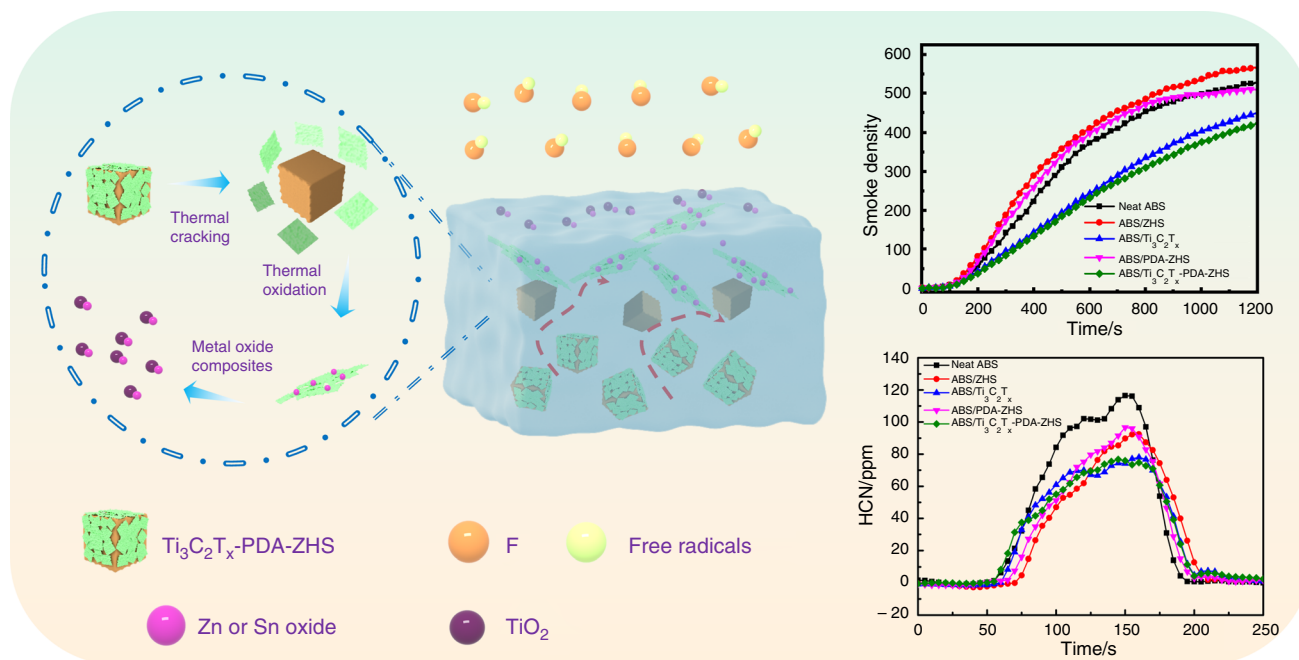 Thermal
cracking
Thermal
oxidation
Metal oxide
composites
Ti₃C₂Tₓ-PDA-ZHS
F
Free radicals
Zn or Sn oxide
TiO₂
600
500
400
300
200
100
0
Smoke density
Neat ABS
ABS/ZHS
ABS/Ti₃C₂Tₓ
ABS/PDA-ZHS
ABS/Ti₃C₂Tₓ-PDA-ZHS
0 200 400 600 800 1000 1200
Time/s
140
120
100
80
60
40
20
0
– 20
HCN/ppm
Neat ABS
ABS/ZHS
ABS/Ti₃C₂Tₓ
ABS/PDA-ZHS
ABS/Ti₃C₂Tₓ-PDA-ZHS
0 50 100 150 200 250
Time/s